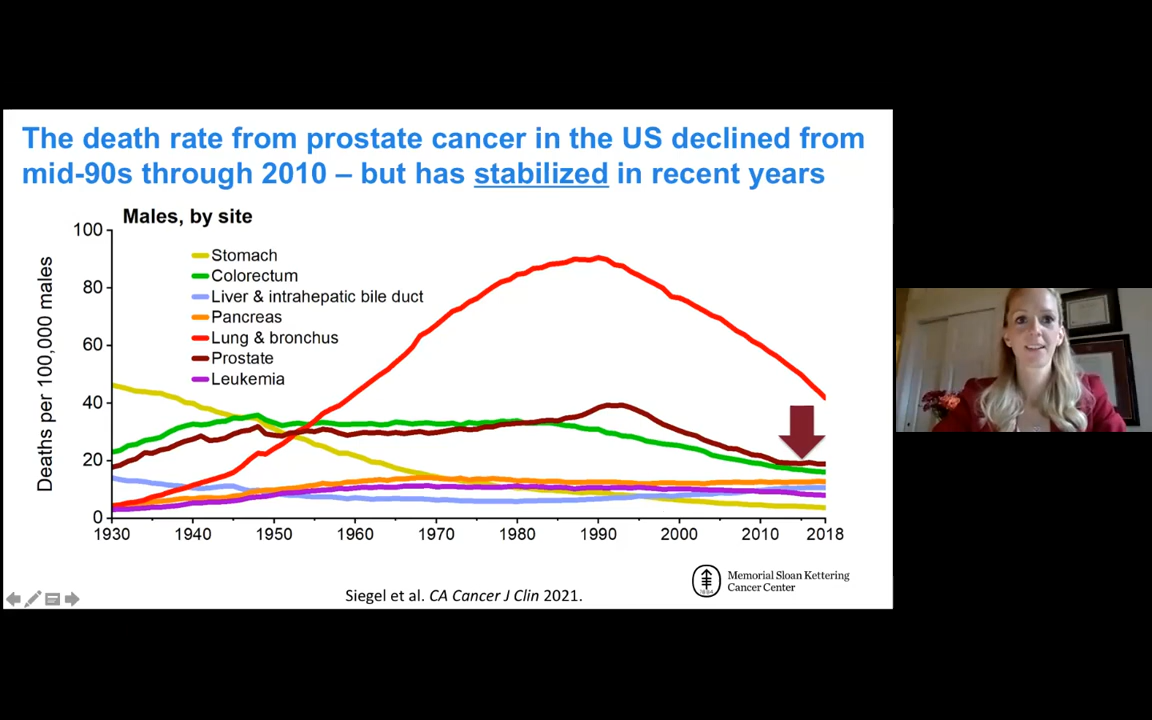 The death rate from prostate cancer in the US declined from
mid-90s through 2010 – but has stabilized in recent years
Males, by site
Deaths per 100,000 males
100
80
60
40
20
0
Stomach
Colorectum
Liver & intrahepatic bile duct
Pancreas
Lung & bronchus
Prostate
Leukemia
1930 1940 1950 1960 1970 1980 1990 2000 2010 2018
Memorial Sloan Kettering
Cancer Center
Siegel et al. CA Cancer J Clin 2021.